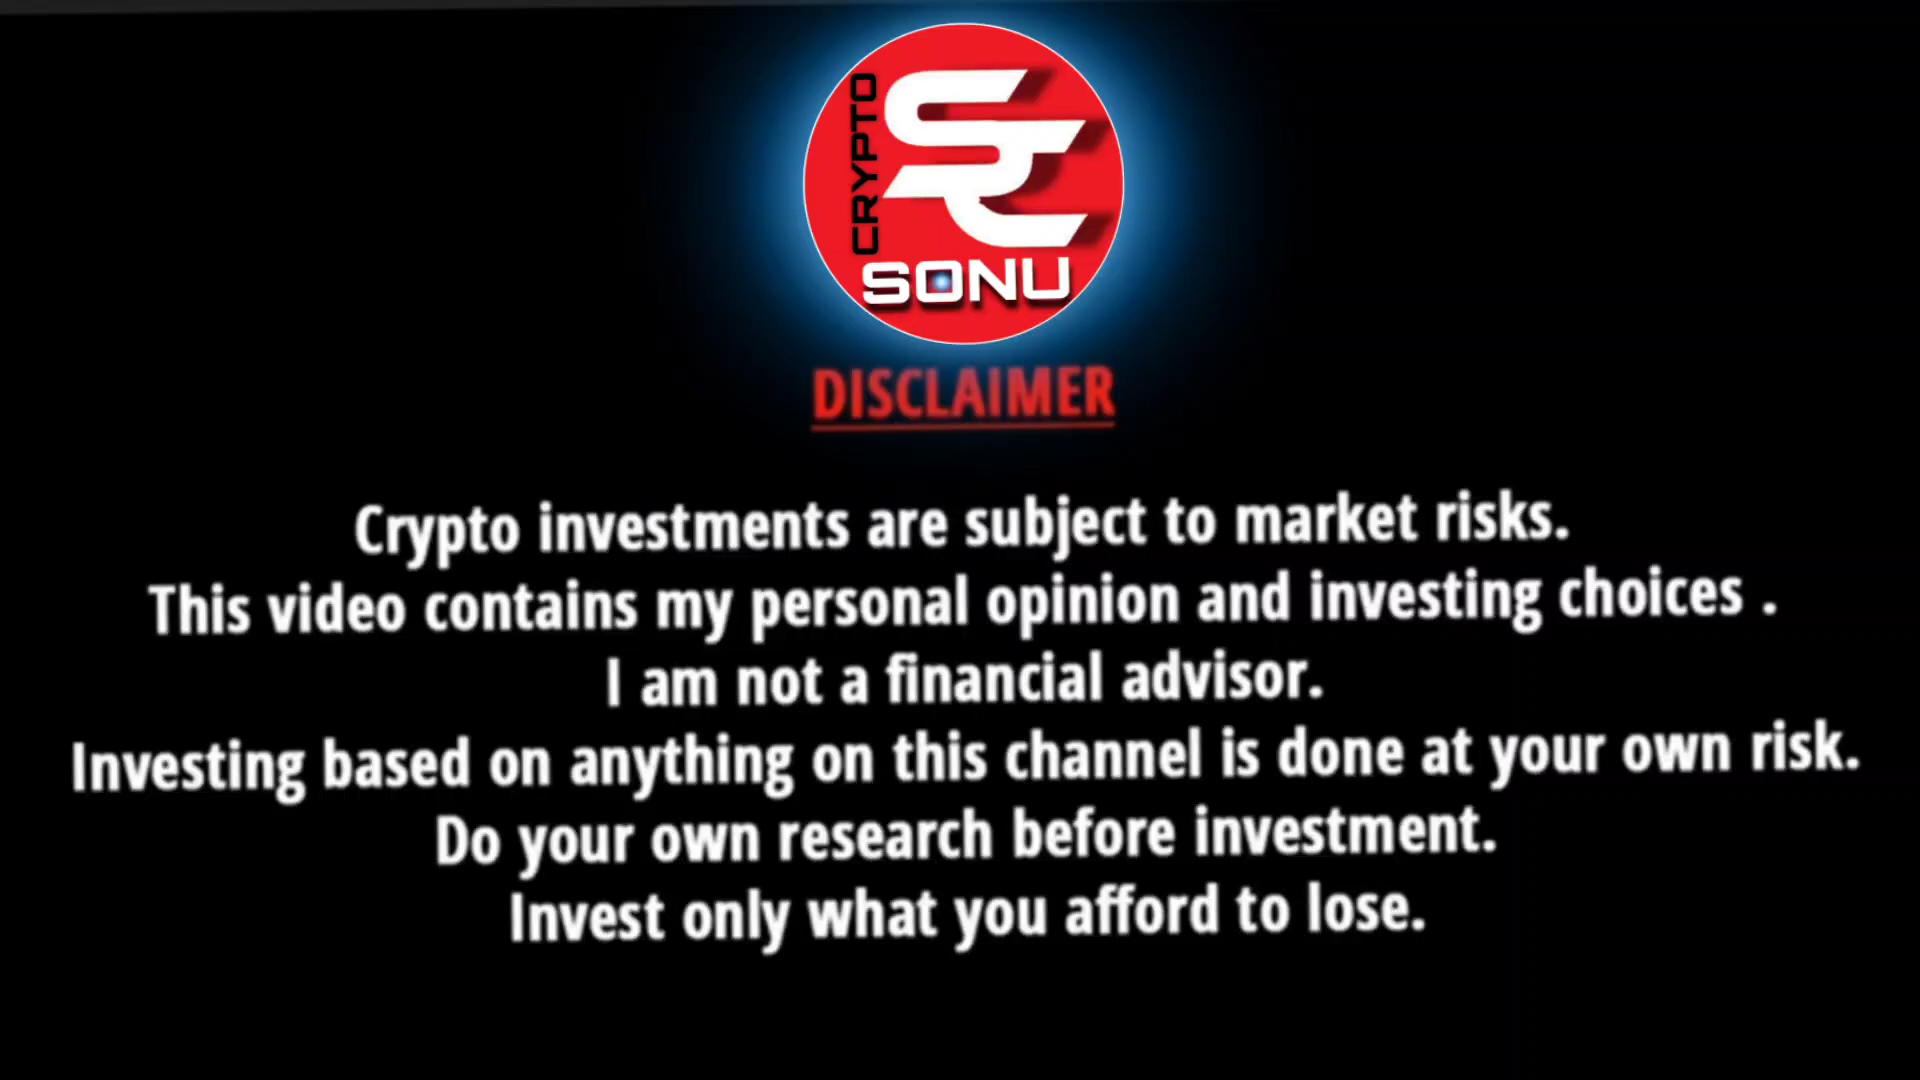 CRYPTO
SC
SONU
DISCLAIMER
Crypto investments are subject to market risks.
This video contains my personal opinion and investing choices .
I am not a financial advisor.
Investing based on anything on this channel is done at your own risk.
Do your own research before investment.
Invest only what you afford to lose.